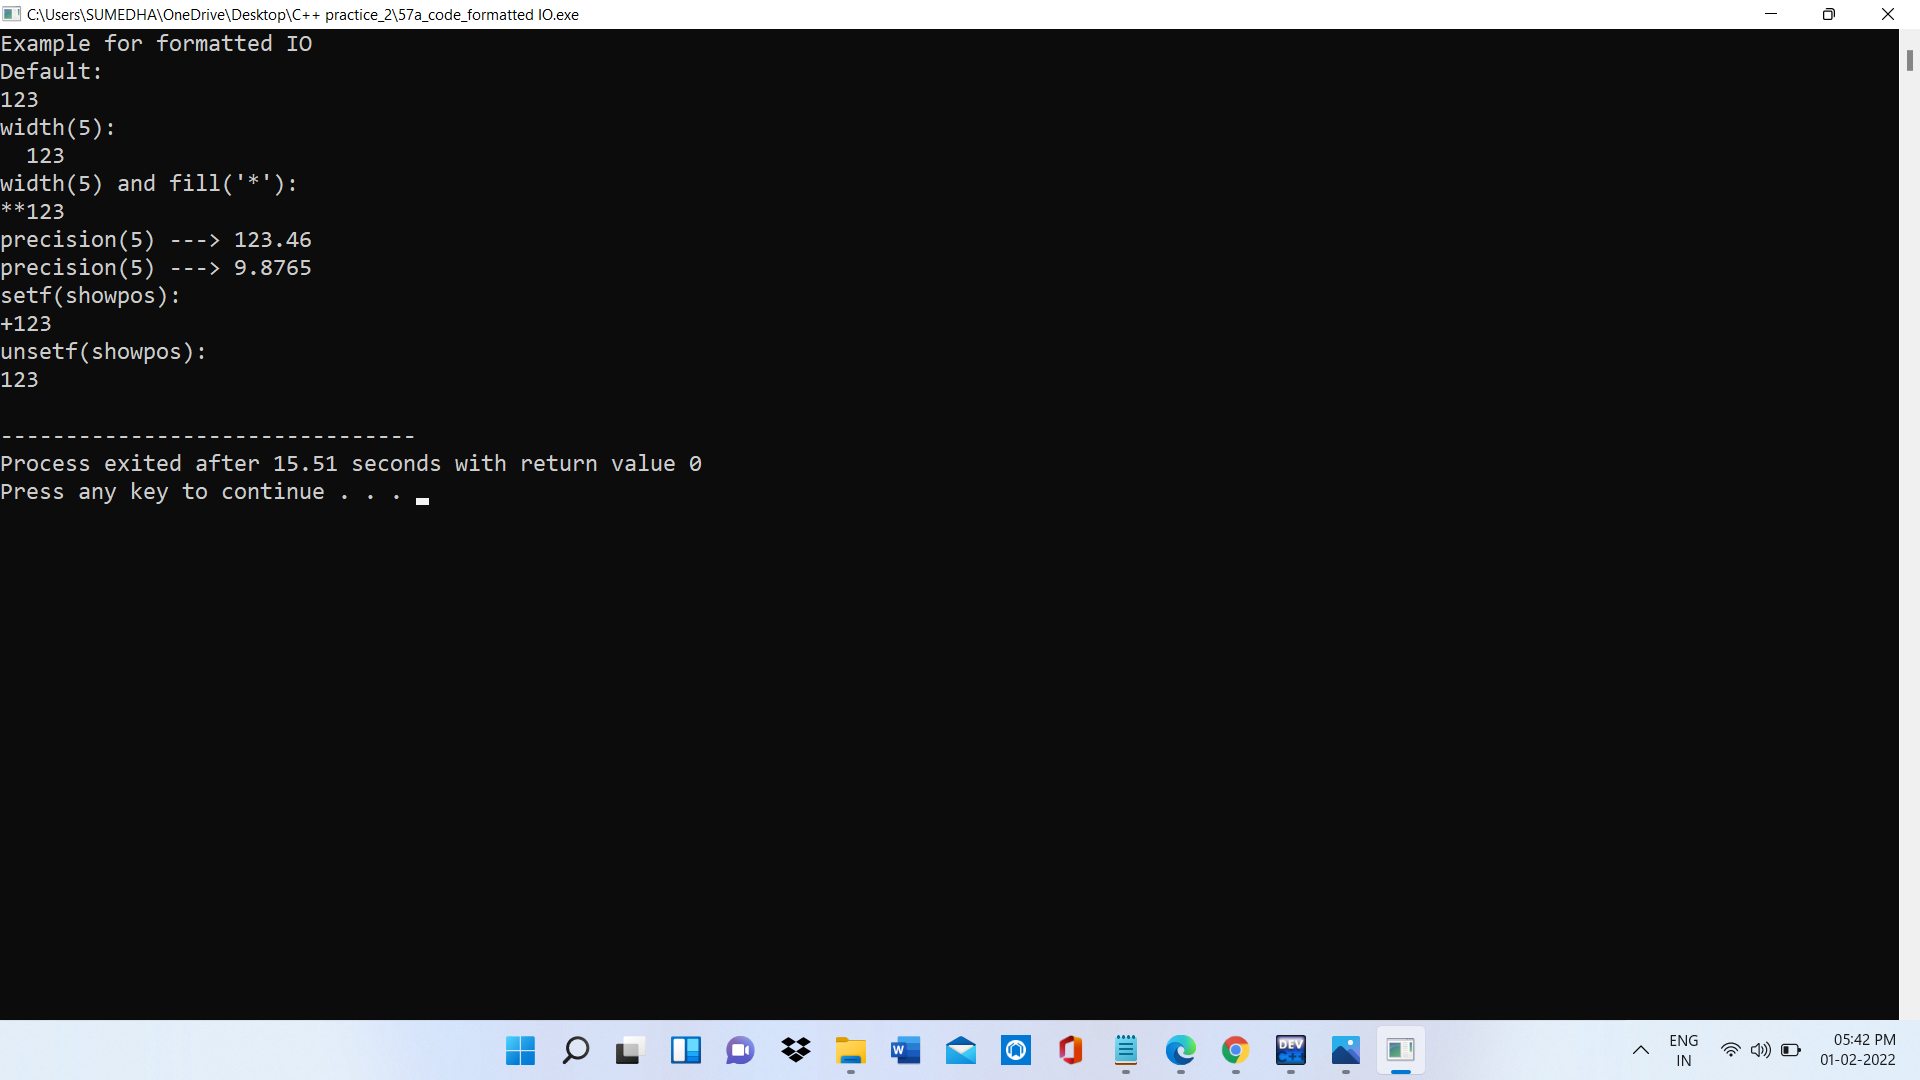 C:\Users\SUMEDHA\OneDrive\Desktop\C++ practice_2\57a_code_formatted IO.exe
Example for formatted IO
Default:
123
width(5):
  123
width(5) and fill('*'):
**123
precision(5) ---> 123.46
precision(5) ---> 9.8765
setf(showpos):
+123
unsetf(showpos):
123
--------------------------------
Process exited after 15.51 seconds with return value 0
Press any key to continue . . .
W
DEV
C++
ENG
IN
05:42 PM
01-02-2022